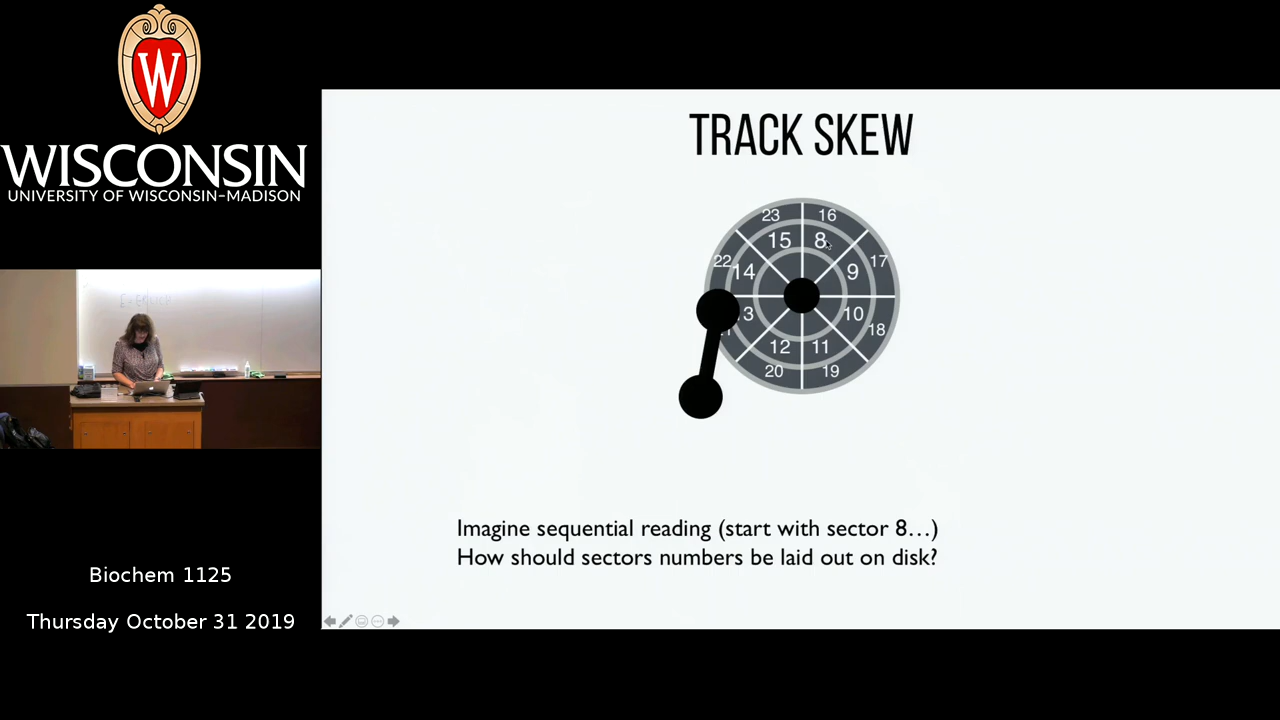 W
WISCONSIN
UNIVERSITY OF WISCONSIN–MADISON
TRACK SKEW
23 16
15 8
22 14 9 17
3 10 18
12 11
20 19
Imagine sequential reading (start with sector 8…)
How should sectors numbers be laid out on disk?
Biochem 1125
Thursday October 31 2019